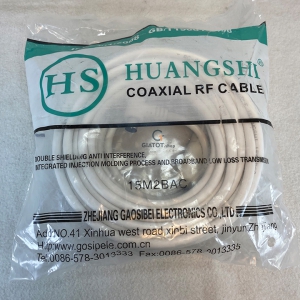 HS
HUANGSHI
COAXIAL RF CABLE
GIATOT
DOUBLE SHIELDING ANTI INTERFERENCE
INTEGRATED INJECTION MOLDING PROCESS AND BROADBAND LOW LOSS TRANSMISS
15M2BAC
ZHEJIANG GAOSIBEI ELECTRONICS CO.,LTD
Add:NO.41 Xinhua west road,xinbi street, jinyun,Zhejiang
Http:www.gosipele.com.cn
Tel:0086-578-3013333 Fax:0086-578-3013335